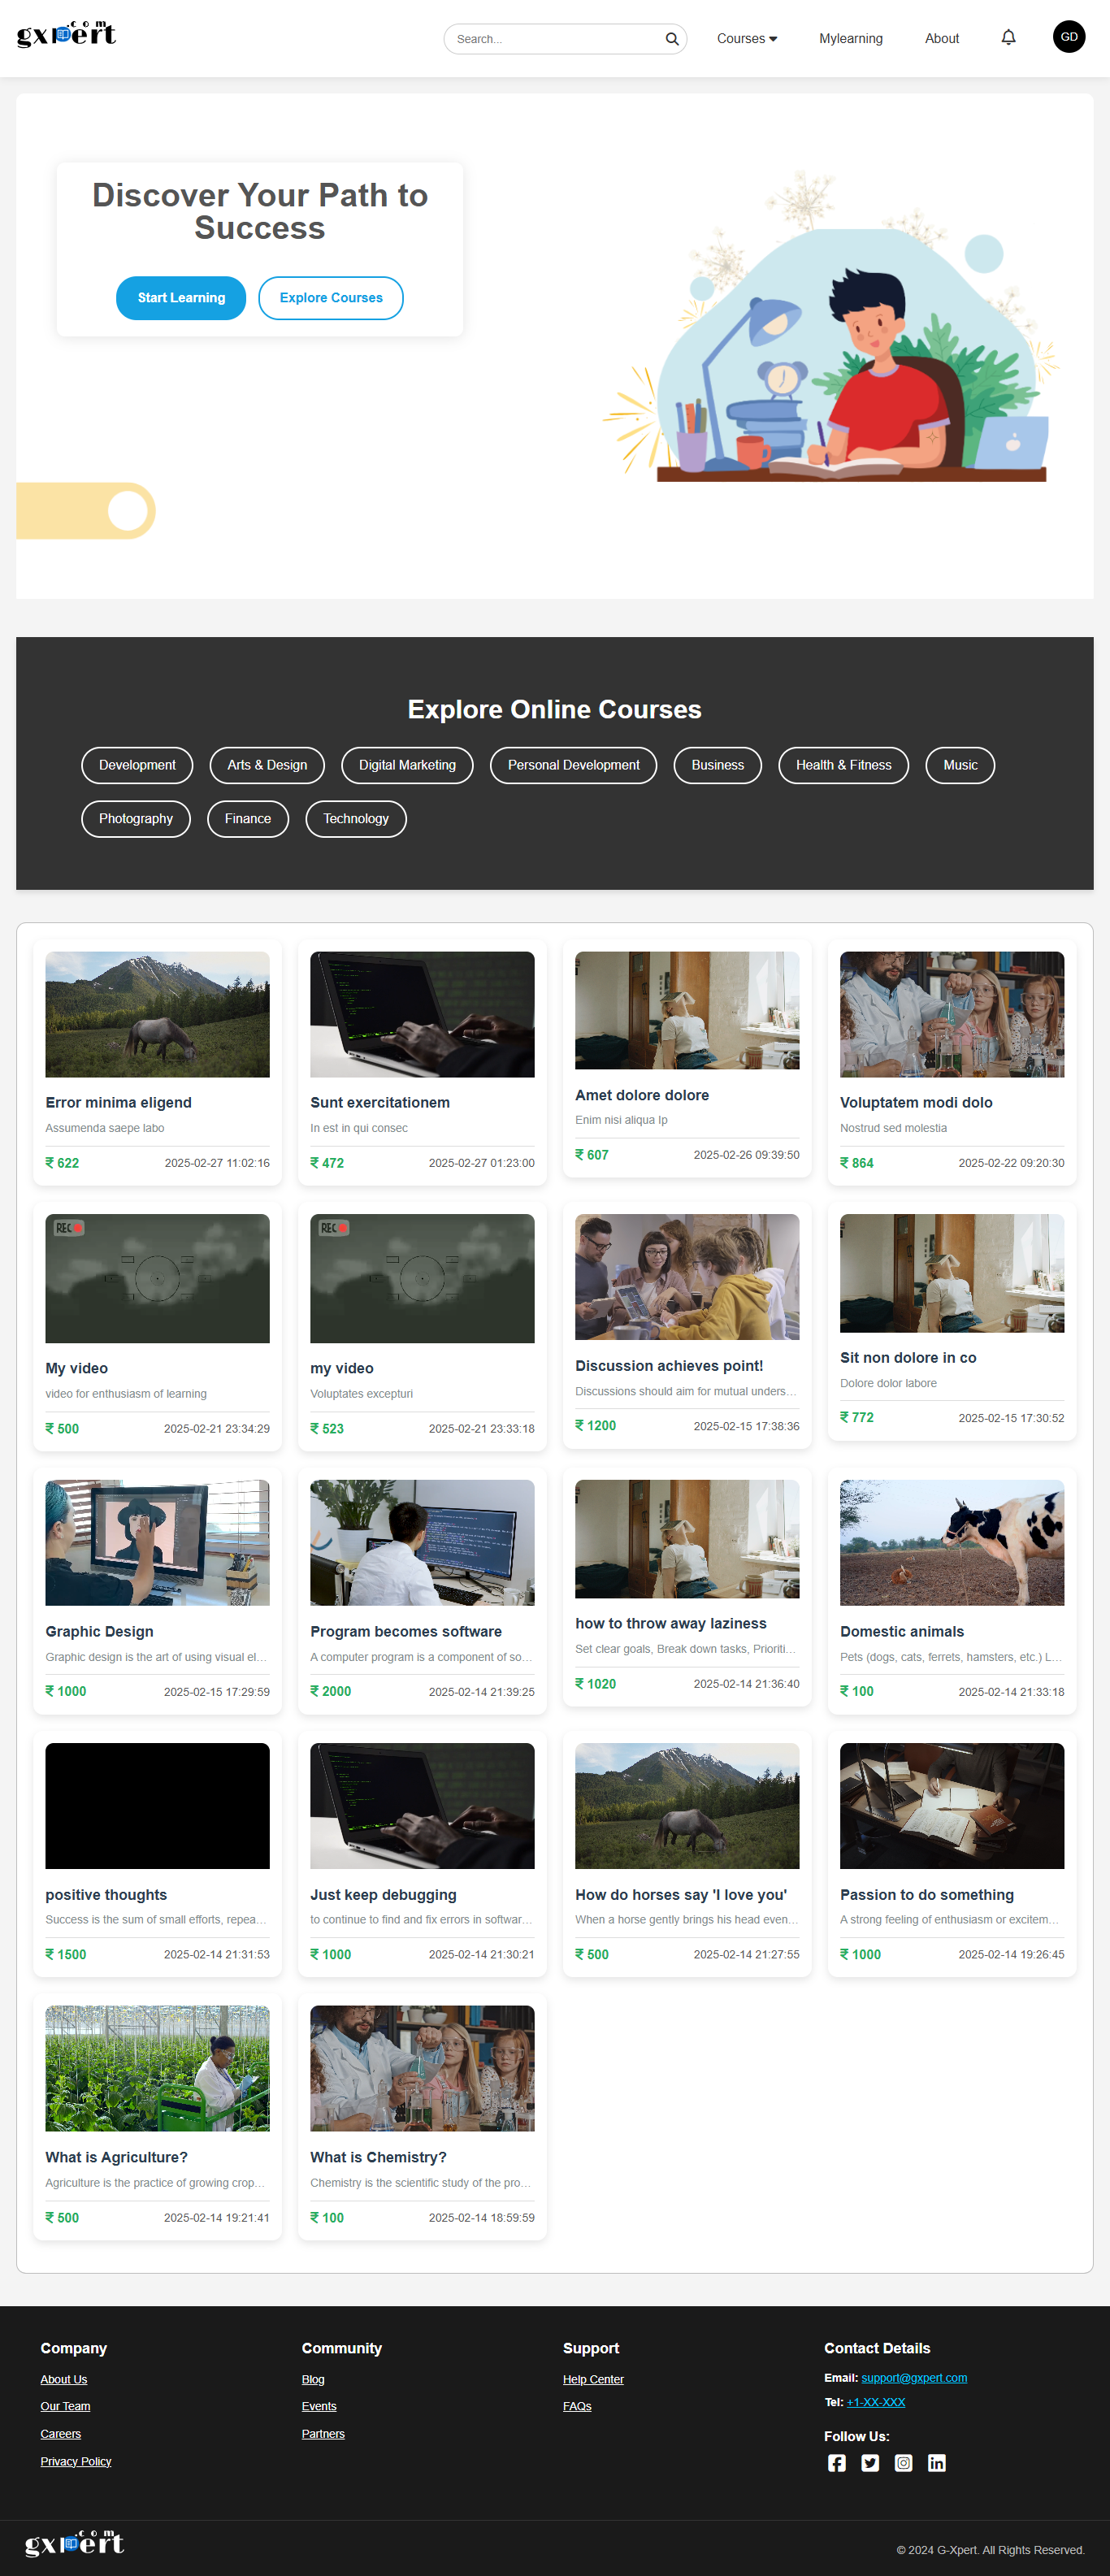 gxpert
.com
Search...
Courses
Mylearning
About
GD
Discover Your Path to
Success
Start Learning
Explore Courses
Explore Online Courses
Development
Arts & Design
Digital Marketing
Personal Development
Business
Health & Fitness
Music
Photography
Finance
Technology
Error minima eligend
Assumenda saepe labo
₹ 622
2025-02-27 11:02:16
Sunt exercitationem
In est in qui consec
₹ 472
2025-02-27 01:23:00
Amet dolore dolore
Enim nisi aliqua Ip
₹ 607
2025-02-26 09:39:50
Voluptatem modi dolo
Nostrud sed molestia
₹ 864
2025-02-22 09:20:30
REC
My video
video for enthusiasm of learning
₹ 500
2025-02-21 23:34:29
REC
my video
Voluptates excepturi
₹ 523
2025-02-21 23:33:18
Discussion achieves point!
Discussions should aim for mutual unders...
₹ 1200
2025-02-15 17:38:36
Sit non dolore in co
Dolore dolor labore
₹ 772
2025-02-15 17:30:52
Graphic Design
Graphic design is the art of using visual el...
₹ 1000
2025-02-15 17:29:59
Program becomes software
A computer program is a component of so...
₹ 2000
2025-02-14 21:39:25
how to throw away laziness
Set clear goals, Break down tasks, Prioriti...
₹ 1020
2025-02-14 21:36:40
Domestic animals
Pets (dogs, cats, ferrets, hamsters, etc.) L...
₹ 100
2025-02-14 21:33:18
positive thoughts
Success is the sum of small efforts, repea...
₹ 1500
2025-02-14 21:31:53
Just keep debugging
to continue to find and fix errors in softwar...
₹ 1000
2025-02-14 21:30:21
How do horses say 'I love you'
When a horse gently brings his head even...
₹ 500
2025-02-14 21:27:55
Passion to do something
A strong feeling of enthusiasm or excitem...
₹ 1000
2025-02-14 19:26:45
What is Agriculture?
Agriculture is the practice of growing crop...
₹ 500
2025-02-14 19:21:41
What is Chemistry?
Chemistry is the scientific study of the pro...
₹ 100
2025-02-14 18:59:59
Company
About Us
Our Team
Careers
Privacy Policy
Community
Blog
Events
Partners
Support
Help Center
FAQs
Contact Details
Email: support@gxpert.com
Tel: +1-XX-XXX
Follow Us:
gxpert
.com
© 2024 G-Xpert. All Rights Reserved.